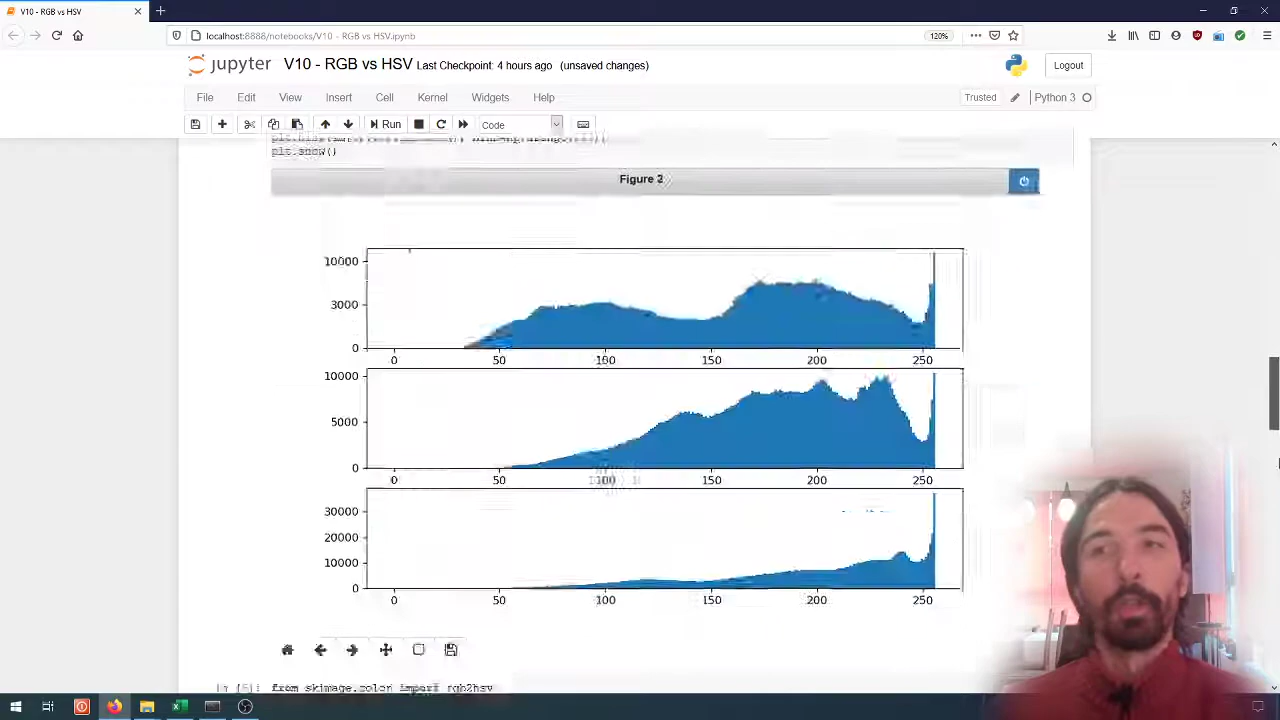 V10 - RGB vs HSV
localhost:8888/notebooks/V10 - RGB vs HSV.ipynb
120%
jupyter V10 - RGB vs HSV Last Checkpoint: 4 hours ago (unsaved changes)
Logout
File Edit View Insert Cell Kernel Widgets Help
Trusted Python 3
Run Code
plt.show()
Figure 2
10000
3000
0
0 50 100 150 200 250
10000
5000
0
0 50 100 150 200 250
30000
20000
10000
0
0 50 100 150 200 250
from skimage.color import rgb2hsv